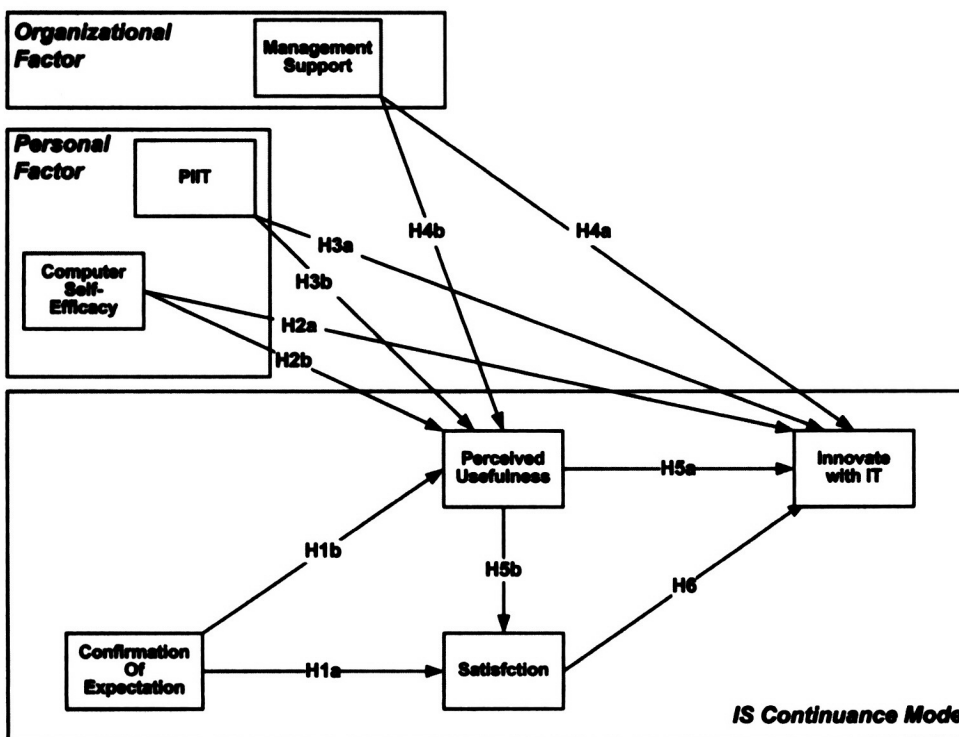 Organizational
Factor
Management
Support
Personal
Factor
PIIT
Computer
Self-
Efficacy
H4b
H4a
H3a
H3b
H2a
H2b
Perceived
Usefulness
H5a
Innovate
with IT
H1b
H5b
H6
Confirmation
Of
Expectation
H1a
Satisfction
IS Continuance Mode